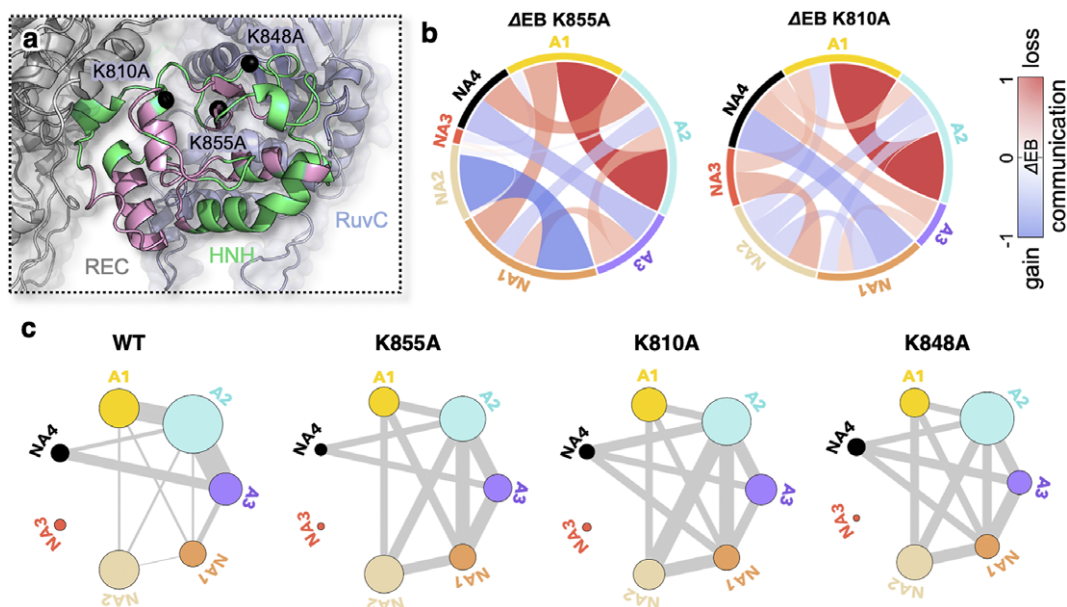 a
K848A
K810A
K855A
RuvC
HNH
REC
b
ΔEB K855A
A1
A2
A3
NA1
NA2
NA3
NA4
ΔEB K810A
A1
A2
A3
NA1
NA2
NA3
NA4
gain communication loss
ΔEB
1
0
-1
c
WT
A1
A2
A3
NA1
NA2
NA3
NA4
K855A
A1
A2
A3
NA1
NA2
NA3
NA4
K810A
A1
A2
A3
NA1
NA2
NA3
NA4
K848A
A1
A2
A3
NA1
NA2
NA3
NA4